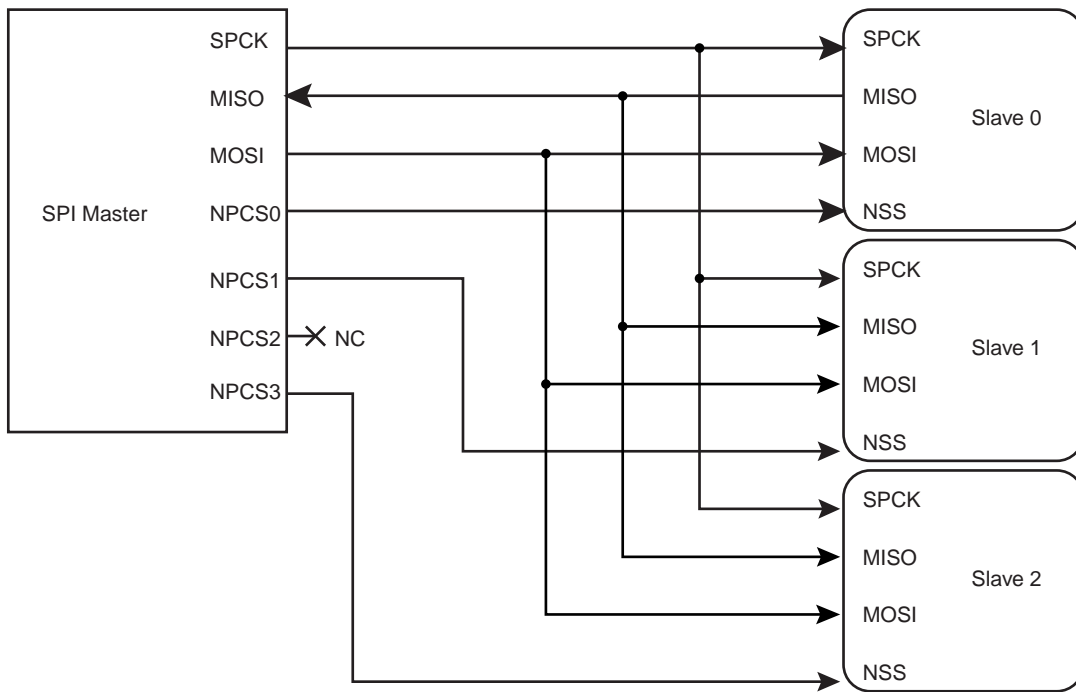 SPI Master
SPCK
MISO
MOSI
NPCS0
NPCS1
NPCS2
NC
NPCS3
SPCK
MISO
Slave 0
MOSI
NSS
SPCK
MISO
Slave 1
MOSI
NSS
SPCK
MISO
Slave 2
MOSI
NSS